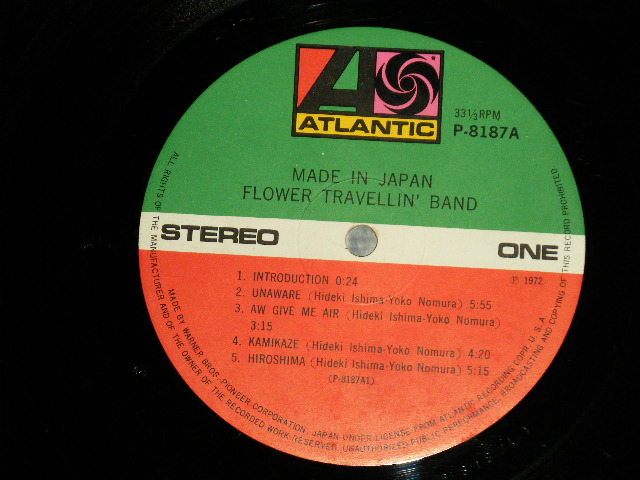 ATLANTIC
33⅓ RPM
P-8187A
MADE IN JAPAN
FLOWER TRAVELLIN' BAND
STEREO
ONE
℗ 1972
1. INTRODUCTION 0:24
2. UNAWARE (Hideki Ishima-Yoko Nomura) 5:55
3. AW GIVE ME AIR (Hideki Ishima-Yoko Nomura)
3:15
4. KAMIKAZE (Hideki Ishima-Yoko Nomura) 4:20
5. HIROSHIMA (Hideki Ishima-Yoko Nomura) 5:15
(P-8187A1)
ALL RIGHTS OF THE MANUFACTURER AND OF THE OWNER OF THE RECORDED WORK RESERVED. UNAUTHORIZED PUBLIC PERFORMANCE, BROADCASTING AND COPYING OF THIS RECORD PROHIBITED
MADE BY WARNER BROS-PIONEER CORPORATION, JAPAN UNDER LICENSE FROM ATLANTIC RECORDING CORP. U. S. A.